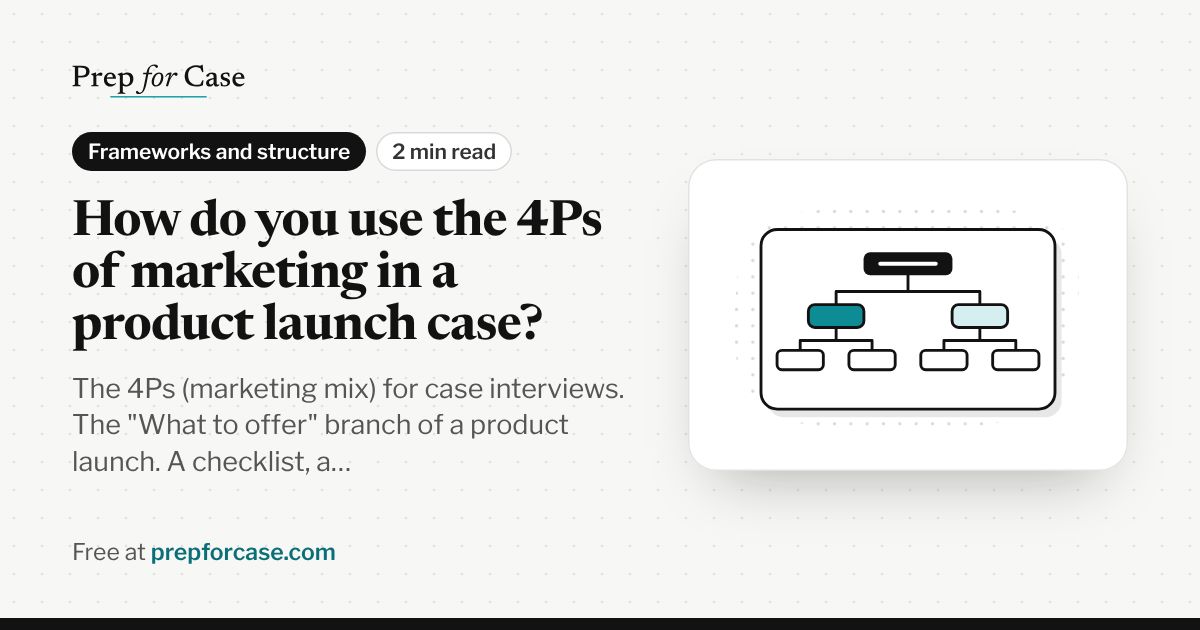 Prep for Case
Frameworks and structure
2 min read
How do you use the 4Ps
of marketing in a
product launch case?
The 4Ps (marketing mix) for case interviews.
The "What to offer" branch of a product
launch. A checklist, a...
Free at prepforcase.com